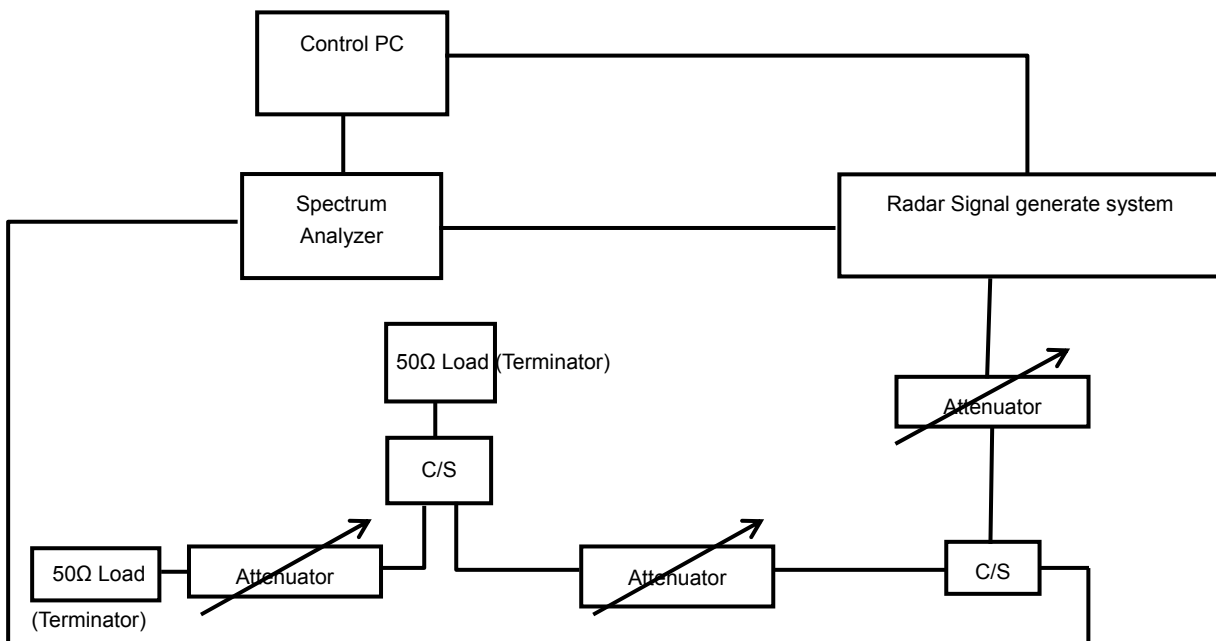 Control PC
Spectrum
Analyzer
Radar Signal generate system
50Ω Load (Terminator)
Attenuator
C/S
50Ω Load
(Terminator)
Attenuator
Attenuator
C/S